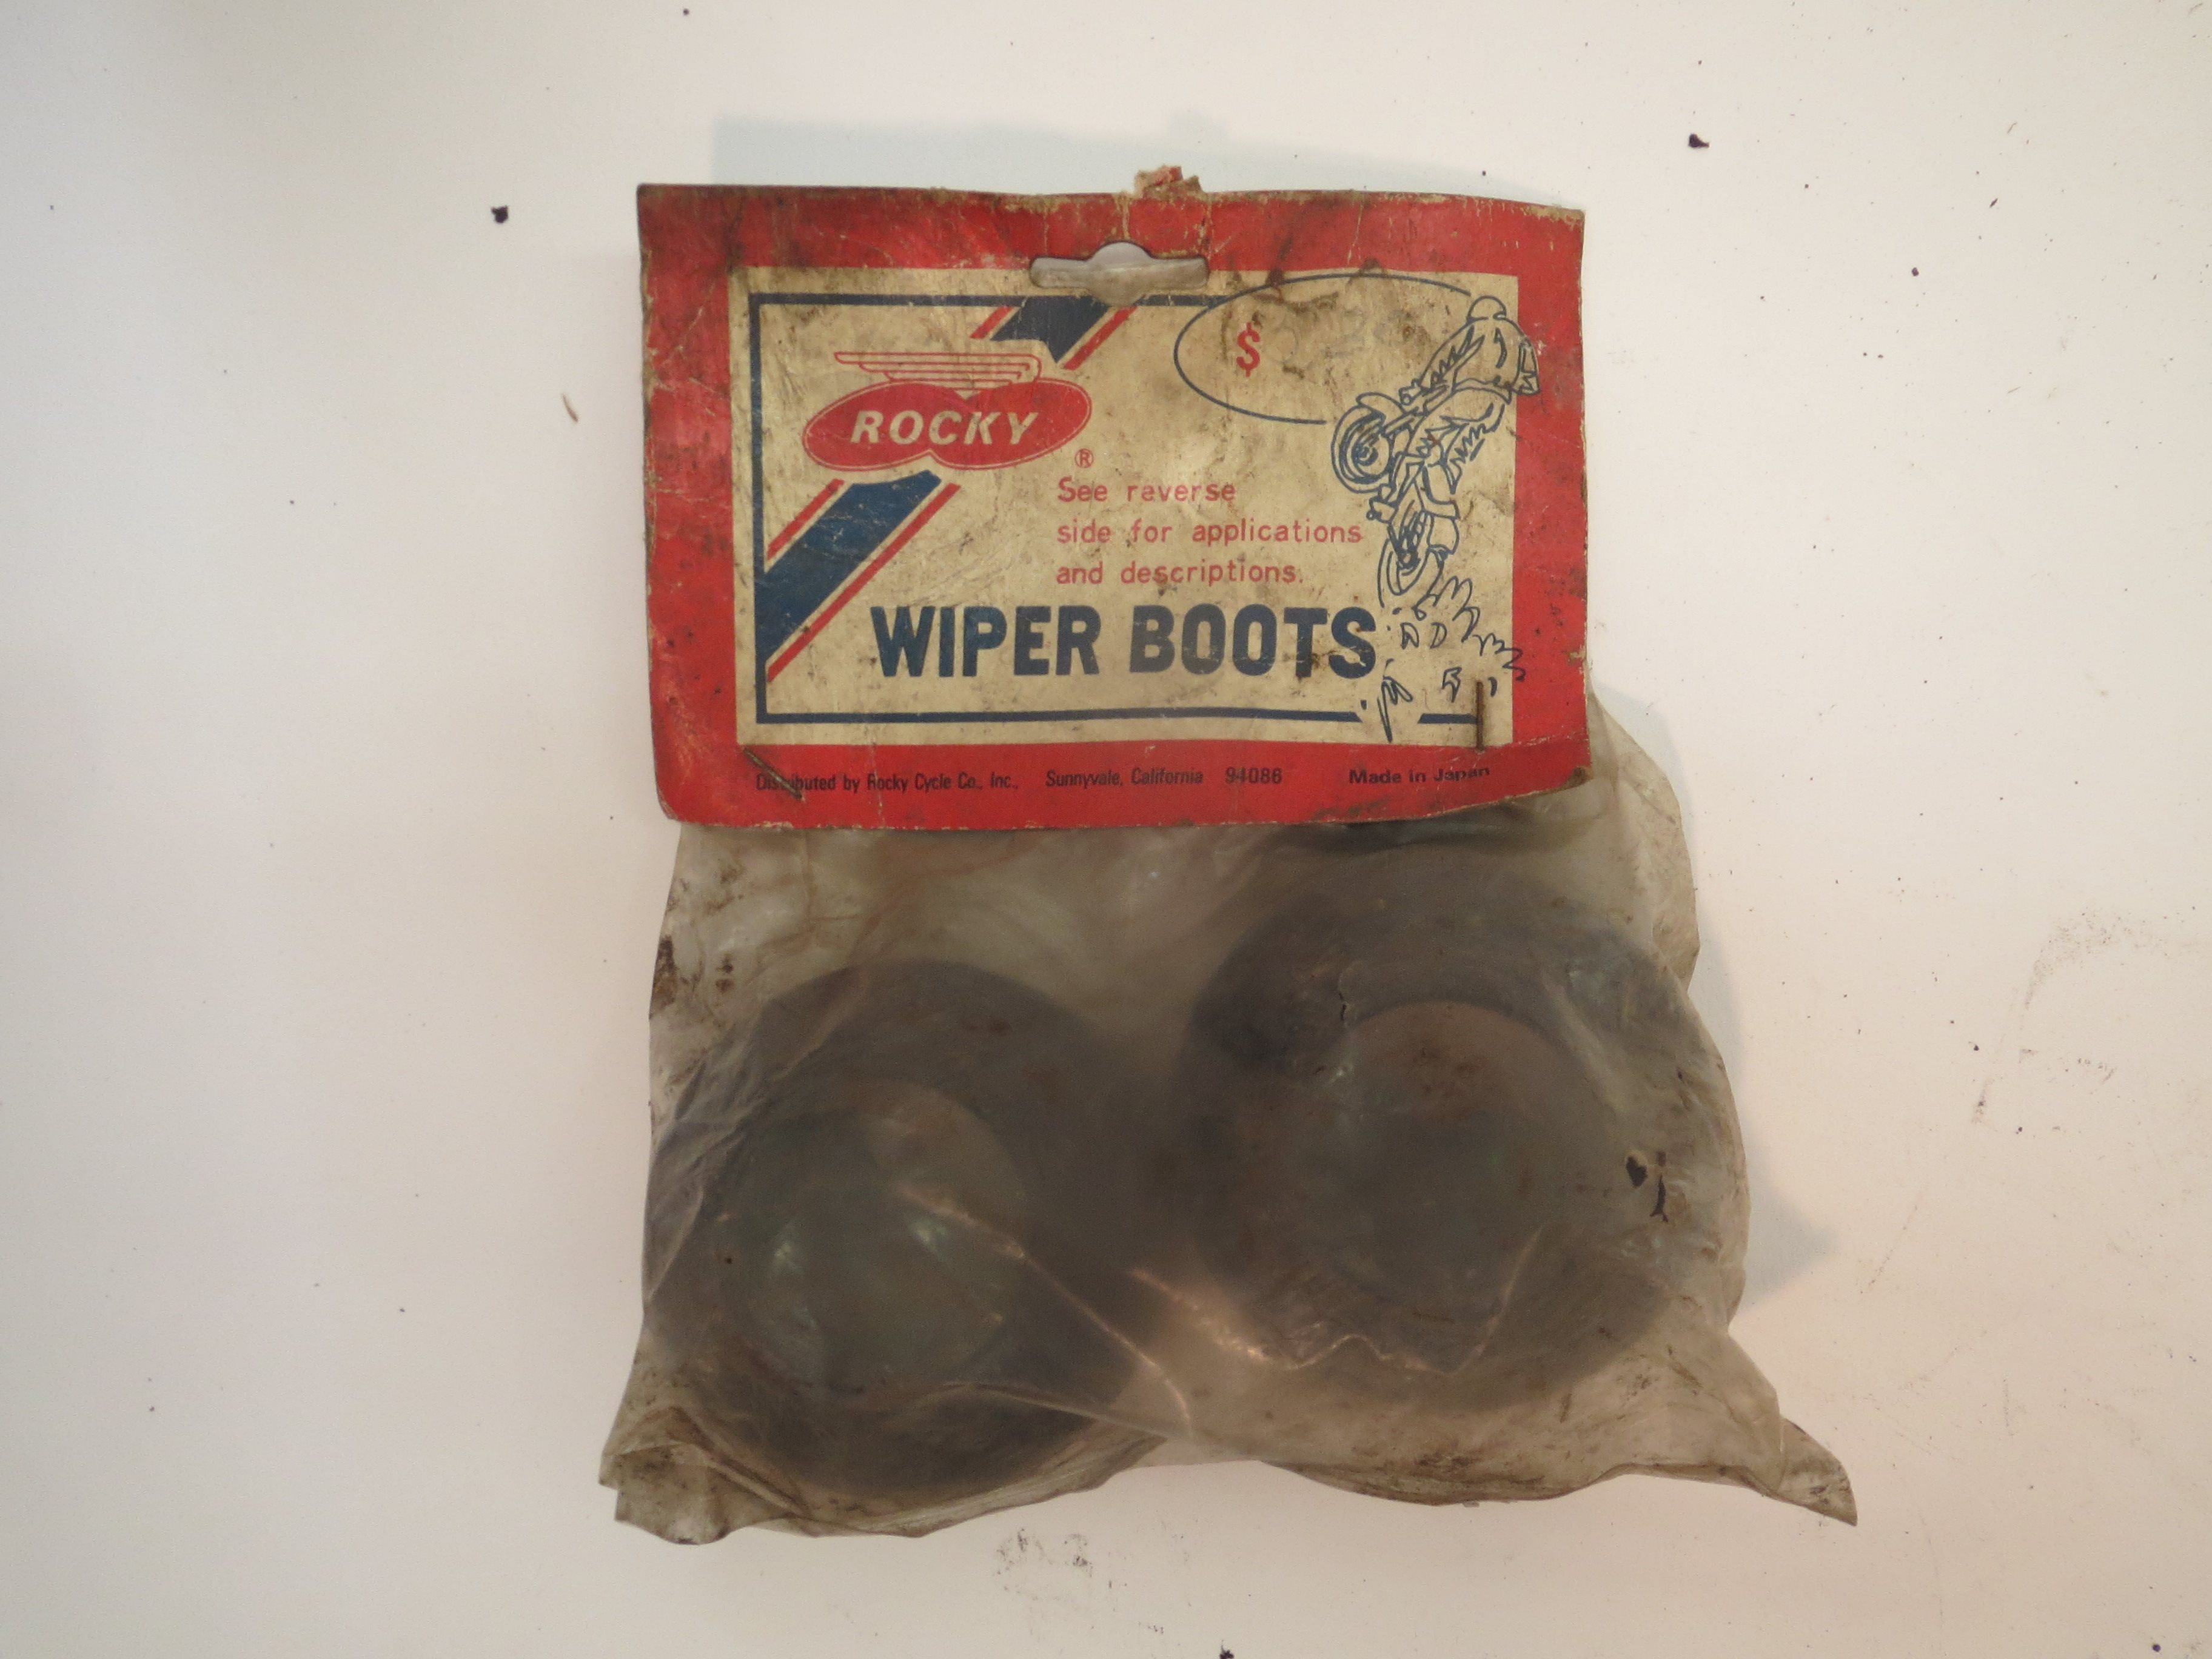 $
ROCKY
®
See reverse
side for applications
and descriptions.
WIPER BOOTS
Distributed by Rocky Cycle Co., Inc., Sunnyvale, California 94086 Made in Japan